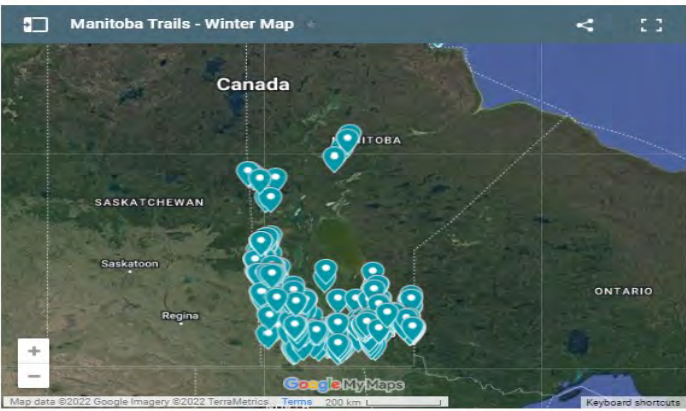 Manitoba Trails - Winter Map
Canada
SASKATCHEWAN
Saskatoon
Regina
ONTARIO
+
−
Google My Maps
Map data ©2022 Google Imagery ©2022 TerraMetrics
Terms
200 km
Keyboard shortcuts